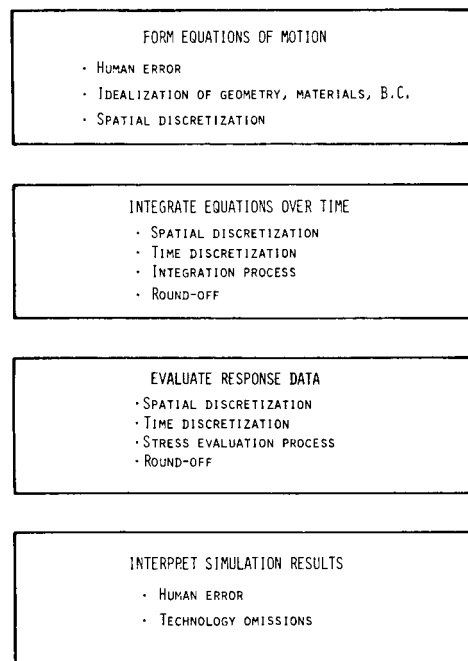 FORM EQUATIONS OF MOTION
· HUMAN ERROR
· IDEALIZATION OF GEOMETRY, MATERIALS, B.C.
· SPATIAL DISCRETIZATION
INTEGRATE EQUATIONS OVER TIME
· SPATIAL DISCRETIZATION
· TIME DISCRETIZATION
· INTEGRATION PROCESS
· ROUND-OFF
EVALUATE RESPONSE DATA
· SPATIAL DISCRETIZATION
· TIME DISCRETIZATION
· STRESS EVALUATION PROCESS
· ROUND-OFF
INTERPRET SIMULATION RESULTS
· HUMAN ERROR
· TECHNOLOGY OMISSIONS